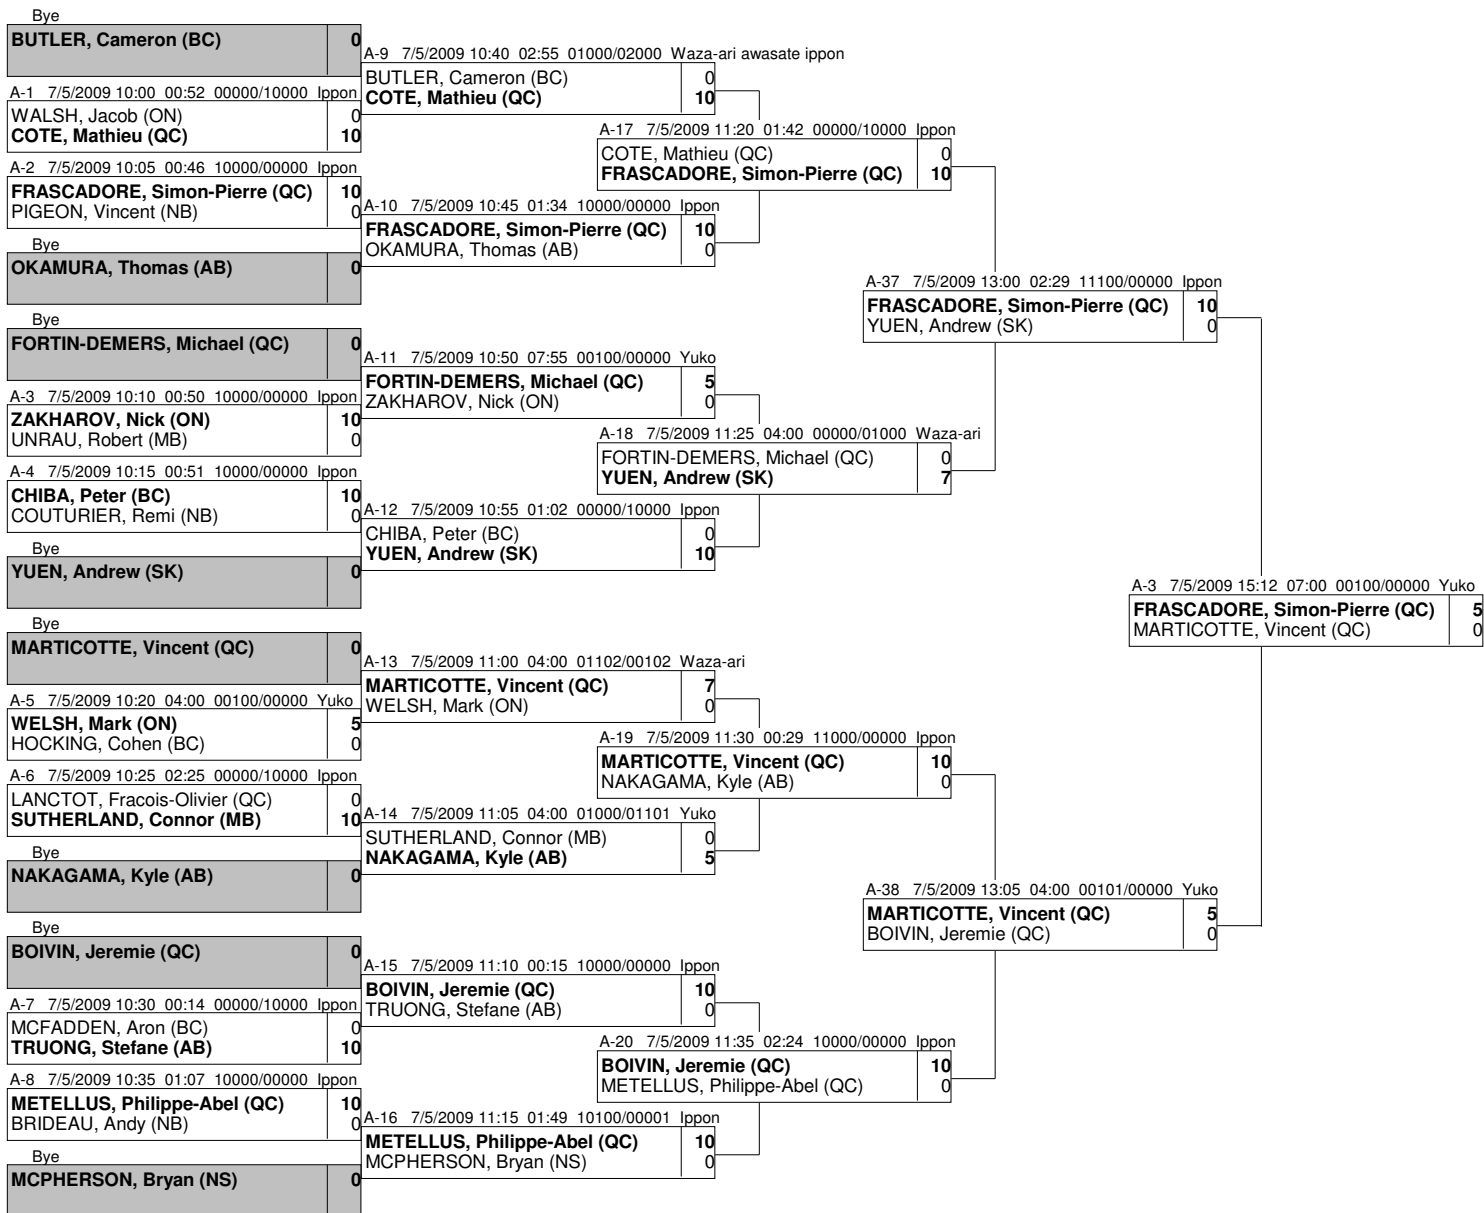 Bye
BUTLER, Cameron (BC) 0
A-1 7/5/2009 10:00 00:52 00000/10000 Ippon
WALSH, Jacob (ON) 0
COTE, Mathieu (QC) 10
A-2 7/5/2009 10:05 00:46 10000/00000 Ippon
FRASCADORE, Simon-Pierre (QC) 10
PIGEON, Vincent (NB) 0
Bye
OKAMURA, Thomas (AB) 0
Bye
FORTIN-DEMERS, Michael (QC) 0
A-3 7/5/2009 10:10 00:50 10000/00000 Ippon
ZAKHAROV, Nick (ON) 10
UNRAU, Robert (MB) 0
A-4 7/5/2009 10:15 00:51 10000/00000 Ippon
CHIBA, Peter (BC) 10
COUTURIER, Remi (NB) 0
Bye
YUEN, Andrew (SK) 0
Bye
MARTICOTTE, Vincent (QC) 0
A-5 7/5/2009 10:20 04:00 00100/00000 Yuko
WELSH, Mark (ON) 5
HOCKING, Cohen (BC) 0
A-6 7/5/2009 10:25 02:25 00000/10000 Ippon
LANCTOT, Fracois-Olivier (QC) 0
SUTHERLAND, Connor (MB) 10
Bye
NAKAGAMA, Kyle (AB) 0
Bye
BOIVIN, Jeremie (QC) 0
A-7 7/5/2009 10:30 00:14 00000/10000 Ippon
MCFADDEN, Aron (BC) 0
TRUONG, Stefane (AB) 10
A-8 7/5/2009 10:35 01:07 10000/00000 Ippon
METELLUS, Philippe-Abel (QC) 10
BRIDEAU, Andy (NB) 0
Bye
MCPHERSON, Bryan (NS) 0
A-9 7/5/2009 10:40 02:55 01000/02000 Waza-ari awasate ippon
BUTLER, Cameron (BC) 0
COTE, Mathieu (QC) 10
A-10 7/5/2009 10:45 01:34 10000/00000 Ippon
FRASCADORE, Simon-Pierre (QC) 10
OKAMURA, Thomas (AB) 0
A-11 7/5/2009 10:50 07:55 00100/00000 Yuko
FORTIN-DEMERS, Michael (QC) 5
ZAKHAROV, Nick (ON) 0
A-12 7/5/2009 10:55 01:02 00000/10000 Ippon
CHIBA, Peter (BC) 0
YUEN, Andrew (SK) 10
A-13 7/5/2009 11:00 04:00 01102/00102 Waza-ari
MARTICOTTE, Vincent (QC) 7
WELSH, Mark (ON) 0
A-14 7/5/2009 11:05 04:00 01000/01101 Yuko
SUTHERLAND, Connor (MB) 0
NAKAGAMA, Kyle (AB) 5
A-15 7/5/2009 11:10 00:15 10000/00000 Ippon
BOIVIN, Jeremie (QC) 10
TRUONG, Stefane (AB) 0
A-16 7/5/2009 11:15 01:49 10100/00001 Ippon
METELLUS, Philippe-Abel (QC) 10
MCPHERSON, Bryan (NS) 0
A-17 7/5/2009 11:20 01:42 00000/10000 Ippon
COTE, Mathieu (QC) 0
FRASCADORE, Simon-Pierre (QC) 10
A-18 7/5/2009 11:25 04:00 00000/01000 Waza-ari
FORTIN-DEMERS, Michael (QC) 0
YUEN, Andrew (SK) 7
A-19 7/5/2009 11:30 00:29 11000/00000 Ippon
MARTICOTTE, Vincent (QC) 10
NAKAGAMA, Kyle (AB) 0
A-20 7/5/2009 11:35 02:24 10000/00000 Ippon
BOIVIN, Jeremie (QC) 10
METELLUS, Philippe-Abel (QC) 0
A-37 7/5/2009 13:00 02:29 11100/00000 Ippon
FRASCADORE, Simon-Pierre (QC) 10
YUEN, Andrew (SK) 0
A-38 7/5/2009 13:05 04:00 00101/00000 Yuko
MARTICOTTE, Vincent (QC) 5
BOIVIN, Jeremie (QC) 0
A-3 7/5/2009 15:12 07:00 00100/00000 Yuko
FRASCADORE, Simon-Pierre (QC) 5
MARTICOTTE, Vincent (QC) 0